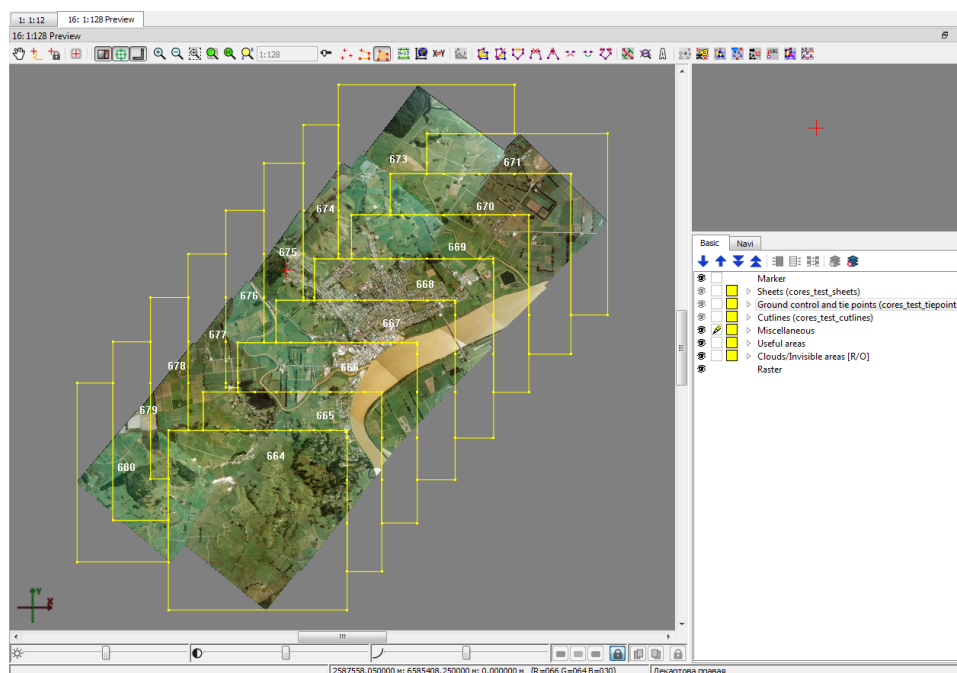 1: 1:12
16: 1:128 Preview
16: 1:128 Preview
1:128
673
671
674
670
675
669
676
668
667
677
666
678
665
679
664
680
Y
X
Basic
Navi
Marker
Sheets (cores_test_sheets)
Ground control and tie points (cores_test_tiepoint
Cutlines (cores_test_cutlines)
Miscellaneous
Useful areas
Clouds/Invisible areas [R/O]
Raster
2587558.050000 м; 6585408.250000 м; 0.000000 м (R=066 G=064 B=030)
Декартова правая